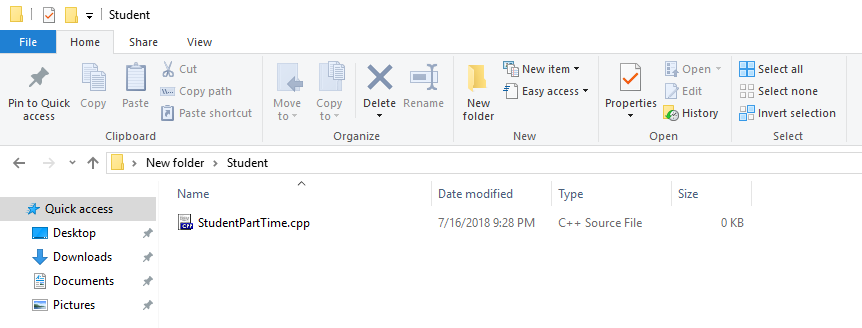 Student
File Home Share View
Pin to Quick access
Copy
Paste
Cut
Copy path
Paste shortcut
Clipboard
Move to
Copy to
Delete
Rename
Organize
New folder
New item
Easy access
New
Properties
Open
Edit
History
Open
Select all
Select none
Invert selection
Select
New folder Student
Quick access
Desktop
Downloads
Documents
Pictures
Name Date modified Type Size
CPP StudentPartTime.cpp 7/16/2018 9:28 PM C++ Source File 0 KB